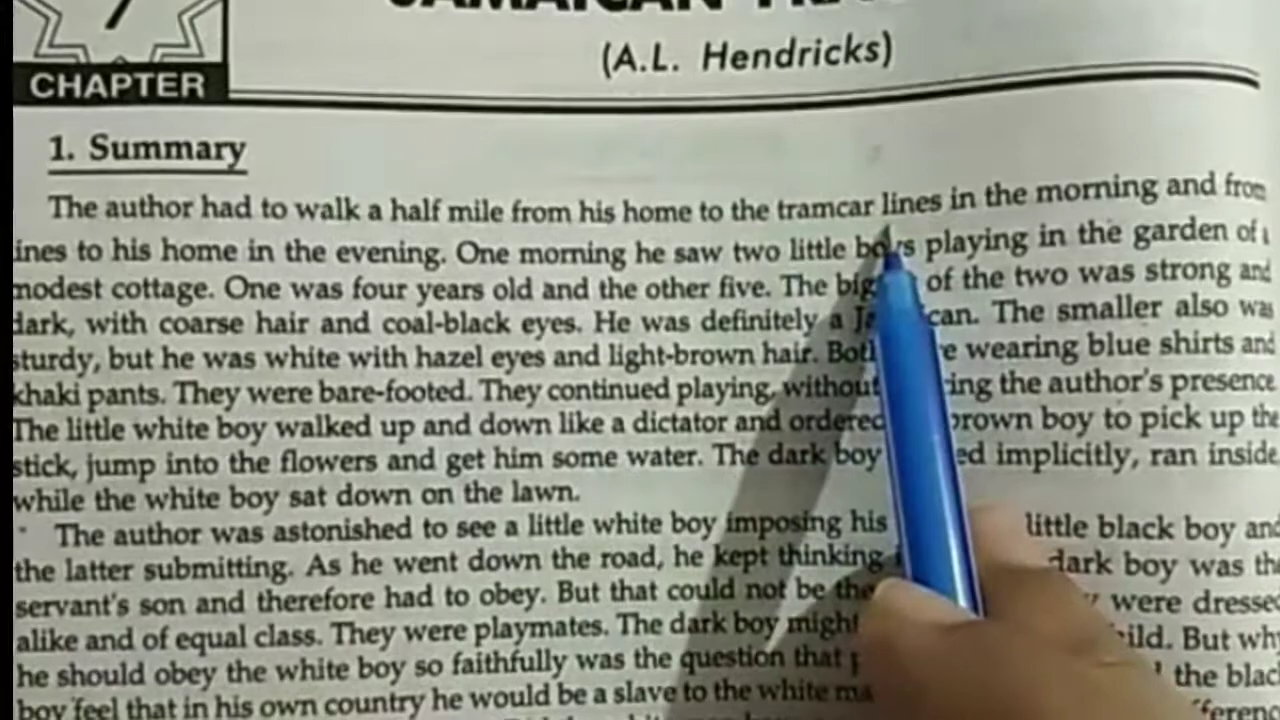 7
JAMAICAN
(A.L. Hendricks)
CHAPTER
1. Summary
The author had to walk a half mile from his home to the tramcar lines in the morning and from
ines to his home in the evening. One morning he saw two little boys playing in the garden of a
modest cottage. One was four years old and the other five. The big of the two was strong and
dark, with coarse hair and coal-black eyes. He was definitely a Ja can. The smaller also was
sturdy, but he was white with hazel eyes and light-brown hair. Both re wearing blue shirts and
khaki pants. They were bare-footed. They continued playing, without ing the author's presence
The little white boy walked up and down like a dictator and ordered brown boy to pick up the
stick, jump into the flowers and get him some water. The dark boy ed implicitly, ran inside
while the white boy sat down on the lawn.
The author was astonished to see a little white boy imposing his little black boy and
the latter submitting. As he went down the road, he kept thinking dark boy was the
servant's son and therefore had to obey. But that could not be the were dressed
alike and of equal class. They were playmates. The dark boy might ild. But why
he should obey the white boy so faithfully was the question that the black
boy feel that in his own country he would be a slave to the white ma